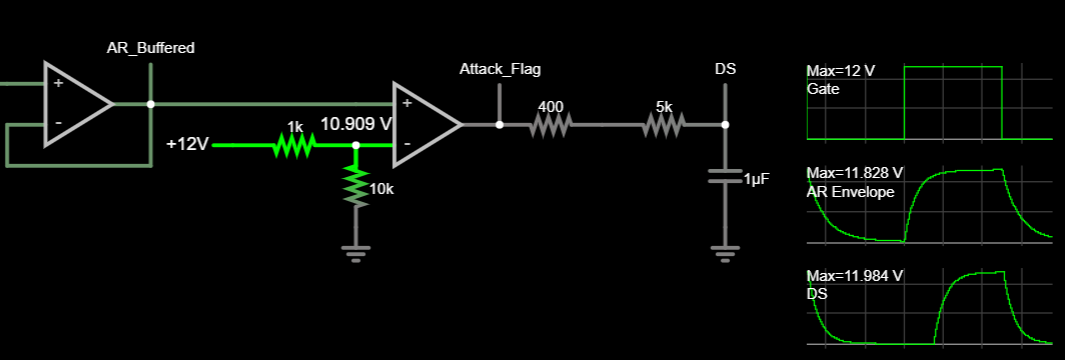 AR_Buffered
+
-
+12V
1k
10.909 V
10k
+
-
Attack_Flag
400
5k
DS
1μF
Max=12 V
Gate
Max=11.828 V
AR Envelope
Max=11.984 V
DS